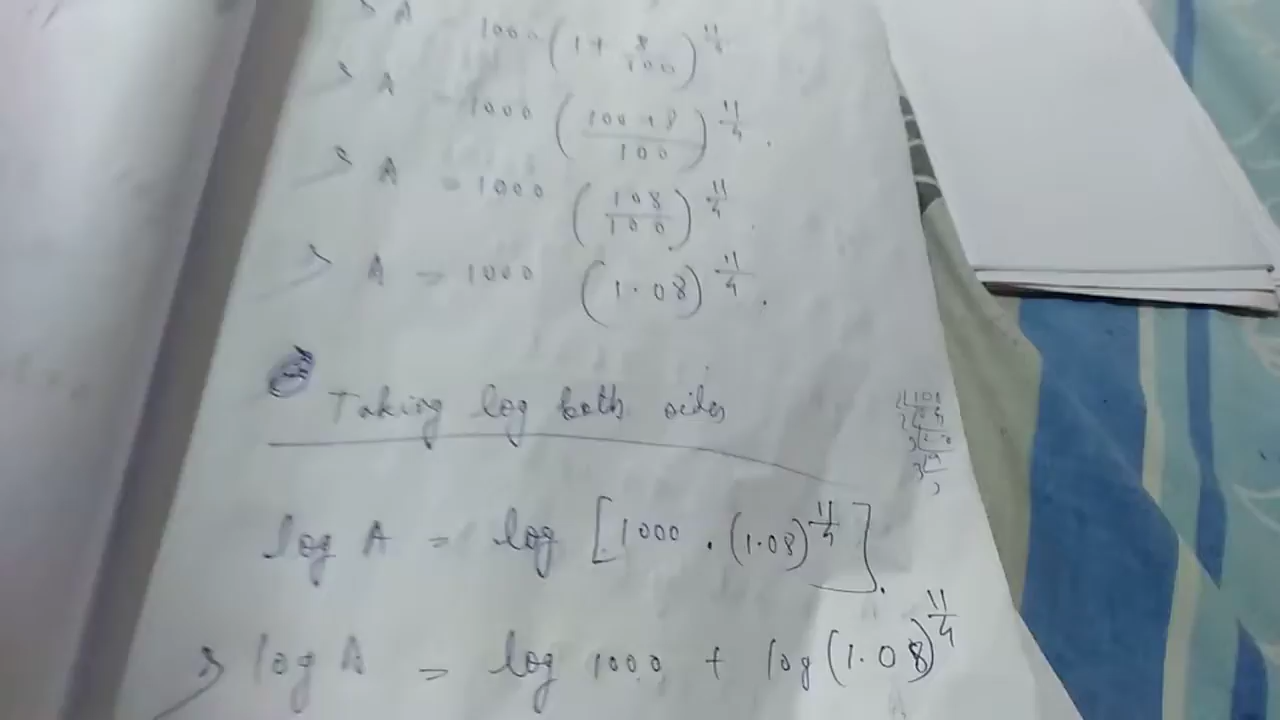 A = 1000 (1 + 8/100)^11/4
> A = 1000 (100+8/100)^11/4.
> A = 1000 (108/100)^11/4.
> A = 1000 (1.08)^11/4.
Taking log both sides
log A = log [1000 . (1.08)^11/4].
> log A = log 1000 + log (1.08)^11/4